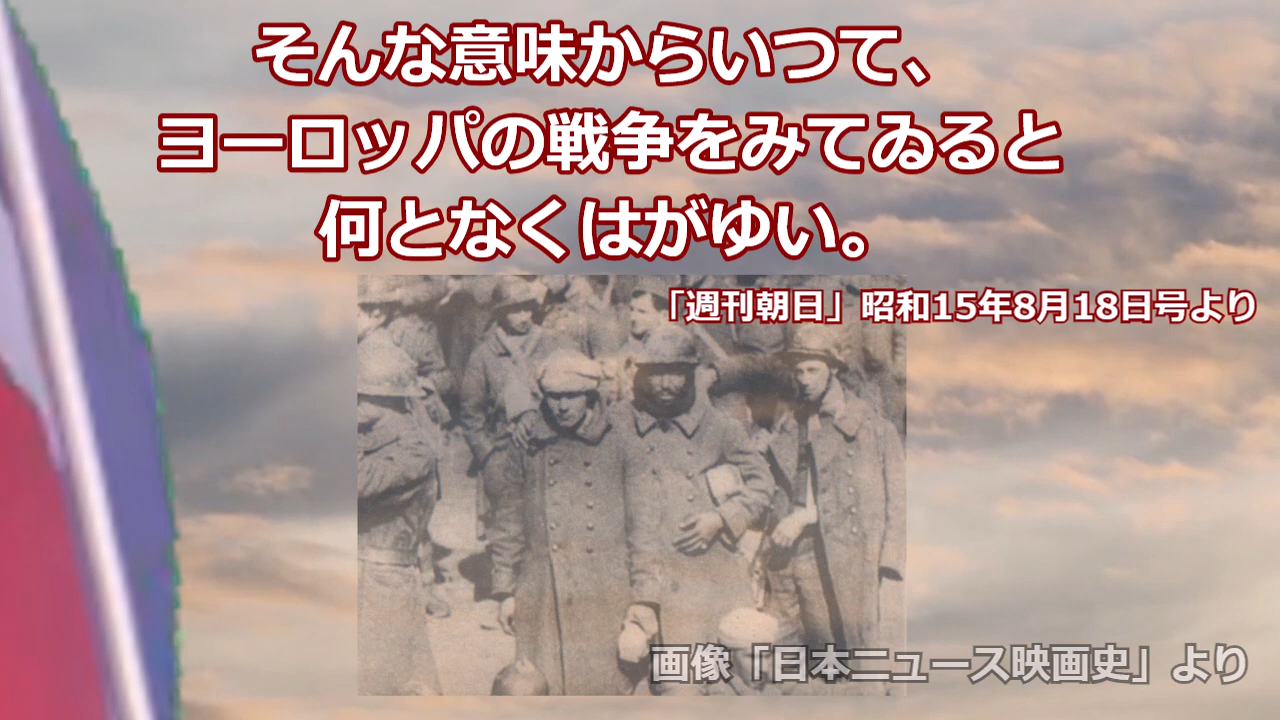 そんな意味からいつて、
ヨーロッパの戦争をみてゐると
何となくはがゆい。
「週刊朝日」昭和15年8月18日号より
画像「日本ニュース映画史」より